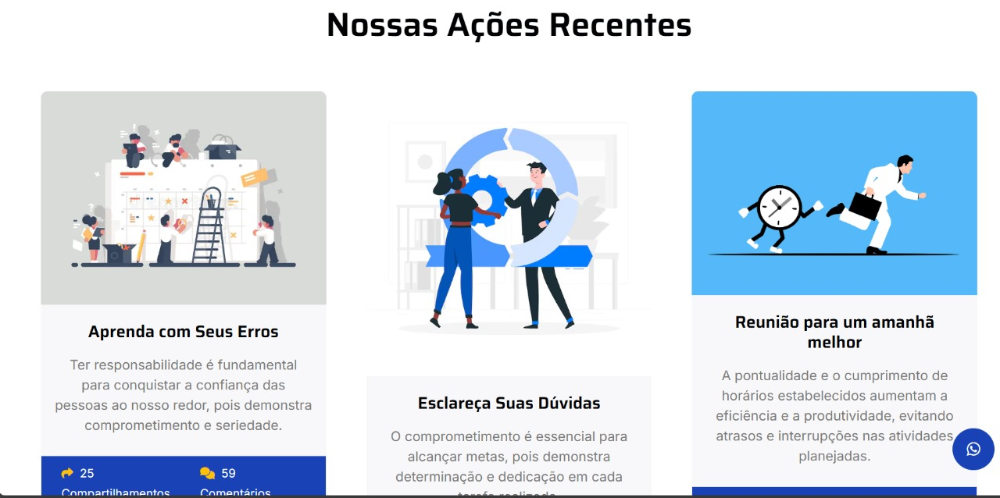 Nossas Ações Recentes
Aprenda com Seus Erros
Ter responsabilidade é fundamental
para conquistar a confiança das
pessoas ao nosso redor, pois demonstra
comprometimento e seriedade.
25
Compartilhamentos
59
Comentários
Esclareça Suas Dúvidas
O comprometimento é essencial para
alcançar metas, pois demonstra
determinação e dedicação em cada
tarefa realizada.
Reunião para um amanhã
melhor
A pontualidade e o cumprimento de
horários estabelecidos aumentam a
eficiência e a produtividade, evitando
atrasos e interrupções nas atividades
planejadas.